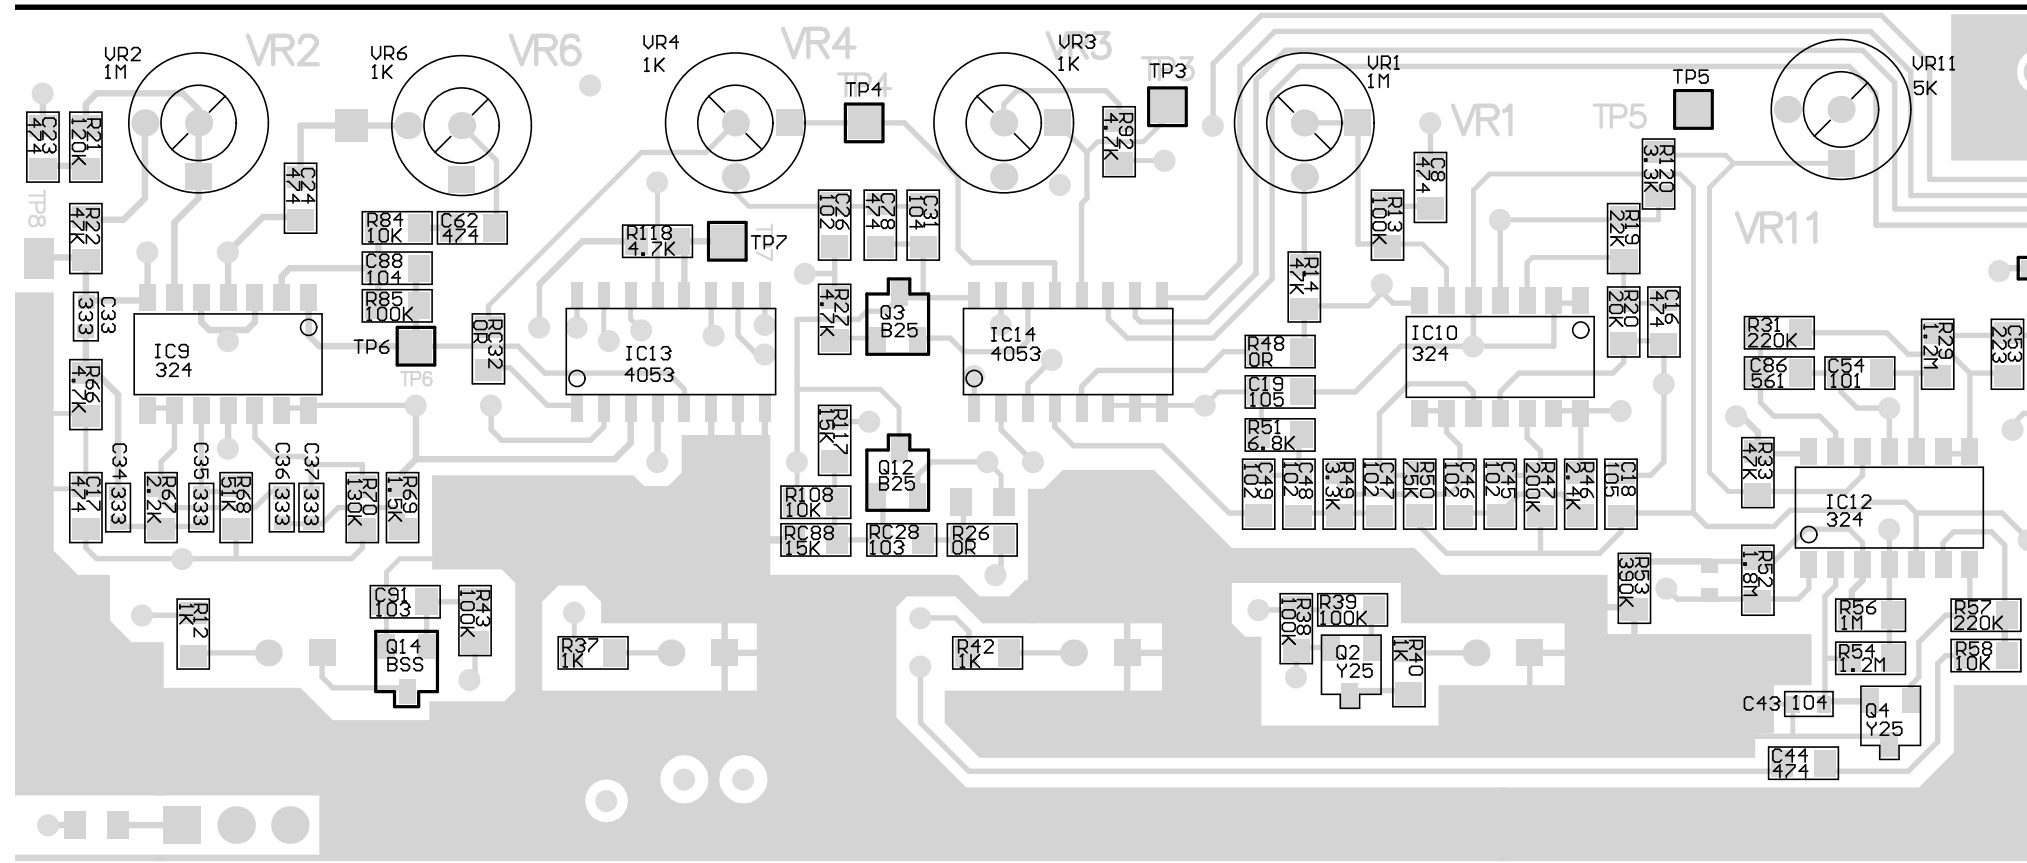 VR2
1M
VR2
VR6
1K
VR6
VR4
1K
VR4
TP4
TP4
VR3
1K
VR3
TP3
TP3
VR1
1M
VR1
TP5
TP5
VR11
5K
VR11
C23
474
R21
120K
TP8
R22
47K
C24
474
R84
10K
C62
474
C88
104
R85
100K
TP6
TP6
C33
333
IC9
324
R66
4.7K
RC32
0R
R118
4.7K
TP7
TP7
IC13
4053
C26
102
C78
474
C31
104
R27
4.7K
Q3
B25
R92
4.7K
IC14
4053
R14
47K
R13
100K
C8
474
R120
3.3K
R19
22K
R20
20K
C16
474
IC10
324
R48
0R
C19
105
R51
6.8K
R31
220K
C86
561
C54
101
R29
1.2M
C53
223
C17
474
C34
333
R67
2.2K
C35
333
R68
51K
C36
333
C37
333
R70
130K
R69
1.5K
R117
15K
Q12
B25
R108
10K
RC88
15K
RC28
103
R26
0R
C49
102
C48
102
R49
3.3K
C47
102
R50
25K
C46
102
C45
102
R47
200K
R46
2.4K
C18
105
R33
47K
IC12
324
R12
1K
C91
103
R43
100K
Q14
BSS
R37
1K
R42
1K
R38
100K
R39
100K
Q2
Y25
R40
1K
R53
390K
R52
1.8M
R56
1M
R57
220K
R54
1.2M
R58
10K
C43
104
Q4
Y25
C44
474